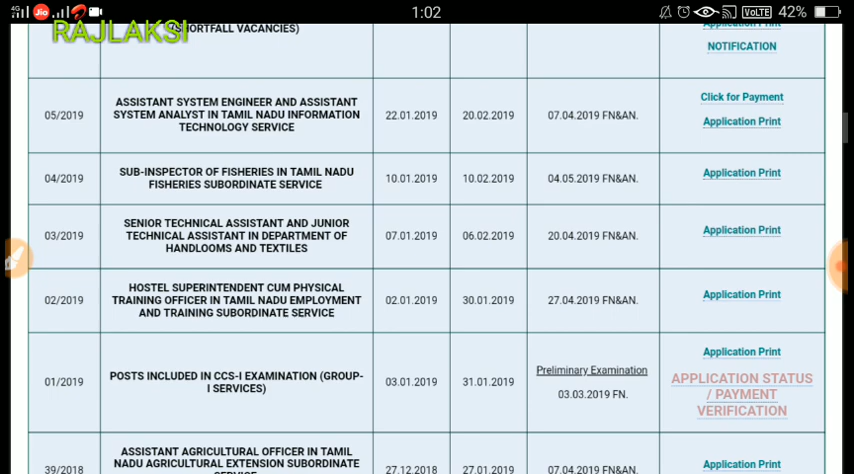 4G
Jio
1:02
VoLTE
42%
RAJLAKSI
(SHORTFALL VACANCIES)
Application Print
NOTIFICATION
05/2019
ASSISTANT SYSTEM ENGINEER AND ASSISTANT
SYSTEM ANALYST IN TAMIL NADU INFORMATION
TECHNOLOGY SERVICE
22.01.2019
20.02.2019
07.04.2019 FN&AN.
Click for Payment
Application Print
04/2019
SUB-INSPECTOR OF FISHERIES IN TAMIL NADU
FISHERIES SUBORDINATE SERVICE
10.01.2019
10.02.2019
04.05.2019 FN&AN.
Application Print
03/2019
SENIOR TECHNICAL ASSISTANT AND JUNIOR
TECHNICAL ASSISTANT IN DEPARTMENT OF
HANDLOOMS AND TEXTILES
07.01.2019
06.02.2019
20.04.2019 FN&AN.
Application Print
02/2019
HOSTEL SUPERINTENDENT CUM PHYSICAL
TRAINING OFFICER IN TAMIL NADU EMPLOYMENT
AND TRAINING SUBORDINATE SERVICE
02.01.2019
30.01.2019
27.04.2019 FN&AN.
Application Print
01/2019
POSTS INCLUDED IN CCS-I EXAMINATION (GROUP-
I SERVICES)
03.01.2019
31.01.2019
Preliminary Examination
03.03.2019 FN.
Application Print
APPLICATION STATUS
/ PAYMENT
VERIFICATION
39/2018
ASSISTANT AGRICULTURAL OFFICER IN TAMIL
NADU AGRICULTURAL EXTENSION SUBORDINATE
SERVICE
27.12.2018
27.01.2019
07.04.2019 FN&AN.
Application Print